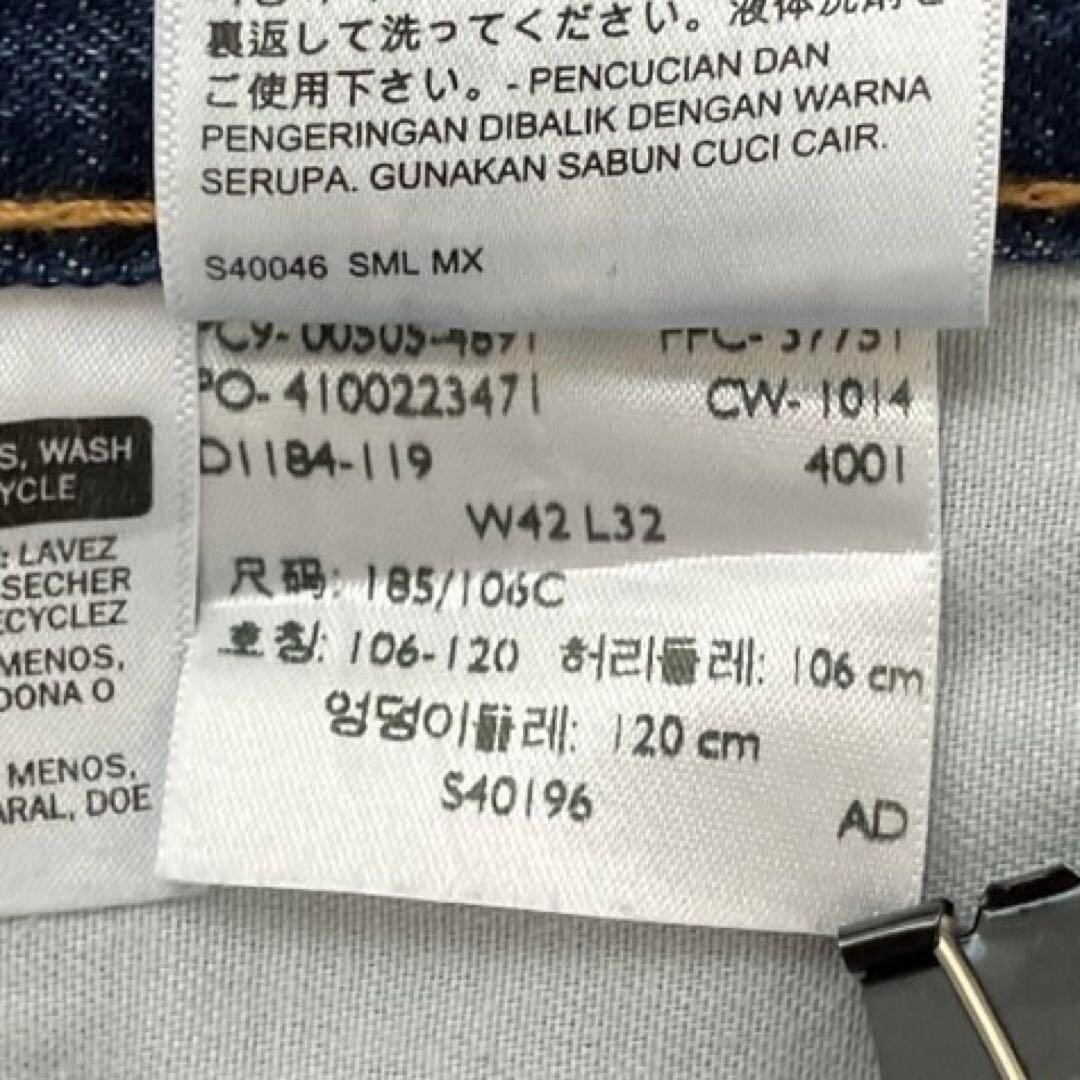 裏返して洗ってください。液体洗剤を
ご使用下さい。- PENCUCIAN DAN
PENGERINGAN DIBALIK DENGAN WARNA
SERUPA. GUNAKAN SABUN CUCI CAIR.
S40046 SML MX
PC9- 00505-4891
PO- 4100223471 CW- 1014
D1184-119 4001
W42 L32
尺码: 185/106C
호칭: 106-120 허리둘레: 106 cm
엉덩이둘레: 120 cm
S40196 AD
S, WASH
YCLE
: LAVEZ
SECHER
ECYCLEZ
MENOS,
DONA O
MENOS,
ARAL, DOE